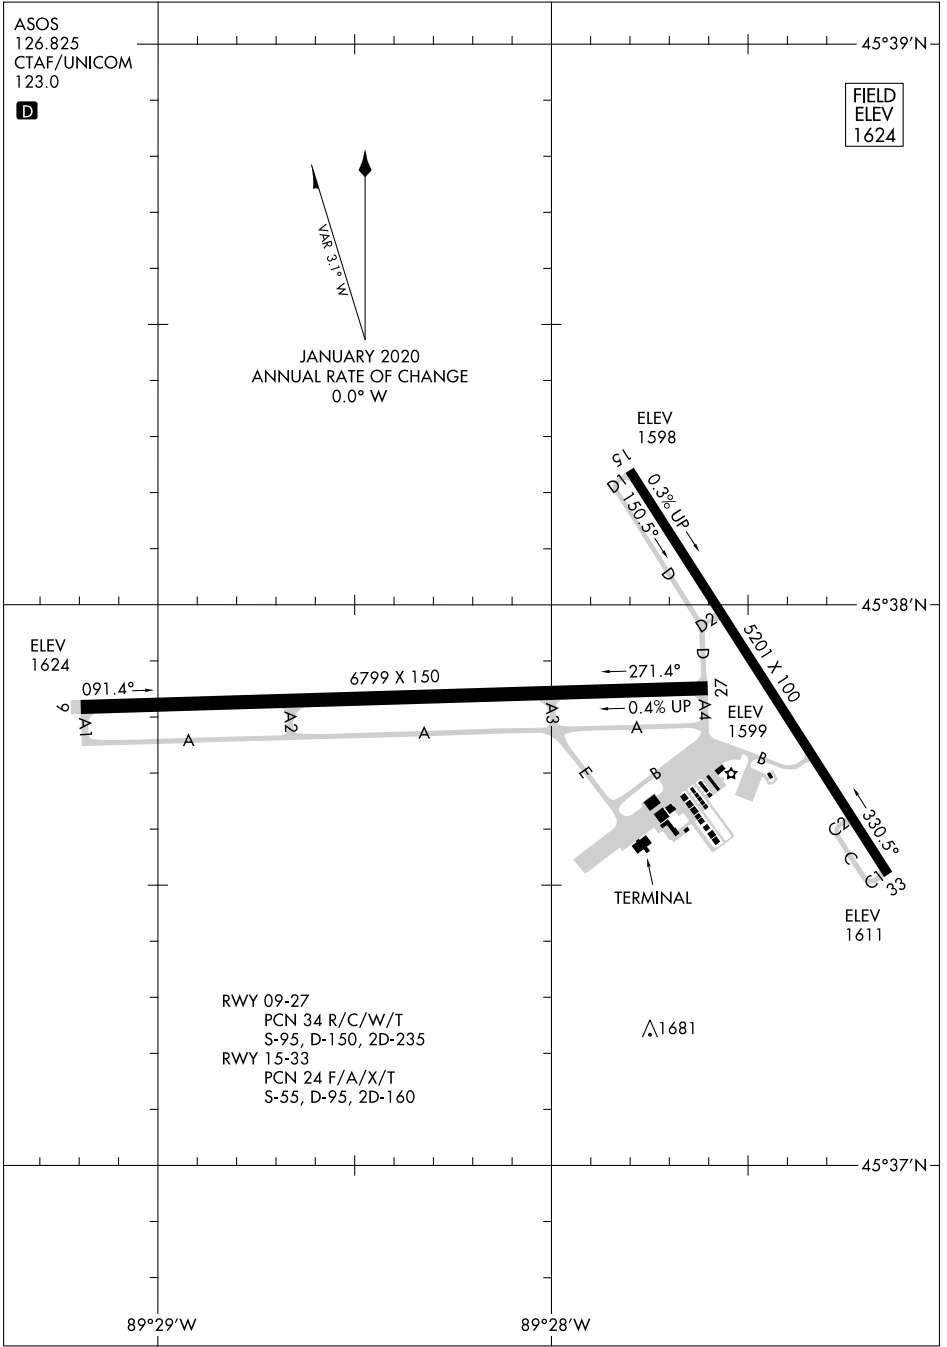 ASOS
126.825
CTAF/UNICOM
123.0
D
45°39'N
FIELD
ELEV
1624
VAR 3.1° W
JANUARY 2020
ANNUAL RATE OF CHANGE
0.0° W
ELEV
1598
15
D1
0.3% UP
150.5°
D
45°38'N
D2
D
5201 X 100
ELEV
1624
091.4°
6799 X 150
271.4°
27
9
0.4% UP
A1
A2
A3
A4
ELEV
1599
A
A
A
B
E
B
C2
330.5°
C
C1
33
TERMINAL
ELEV
1611
RWY 09-27
PCN 34 R/C/W/T
S-95, D-150, 2D-235
RWY 15-33
PCN 24 F/A/X/T
S-55, D-95, 2D-160
1681
45°37'N
89°29'W
89°28'W